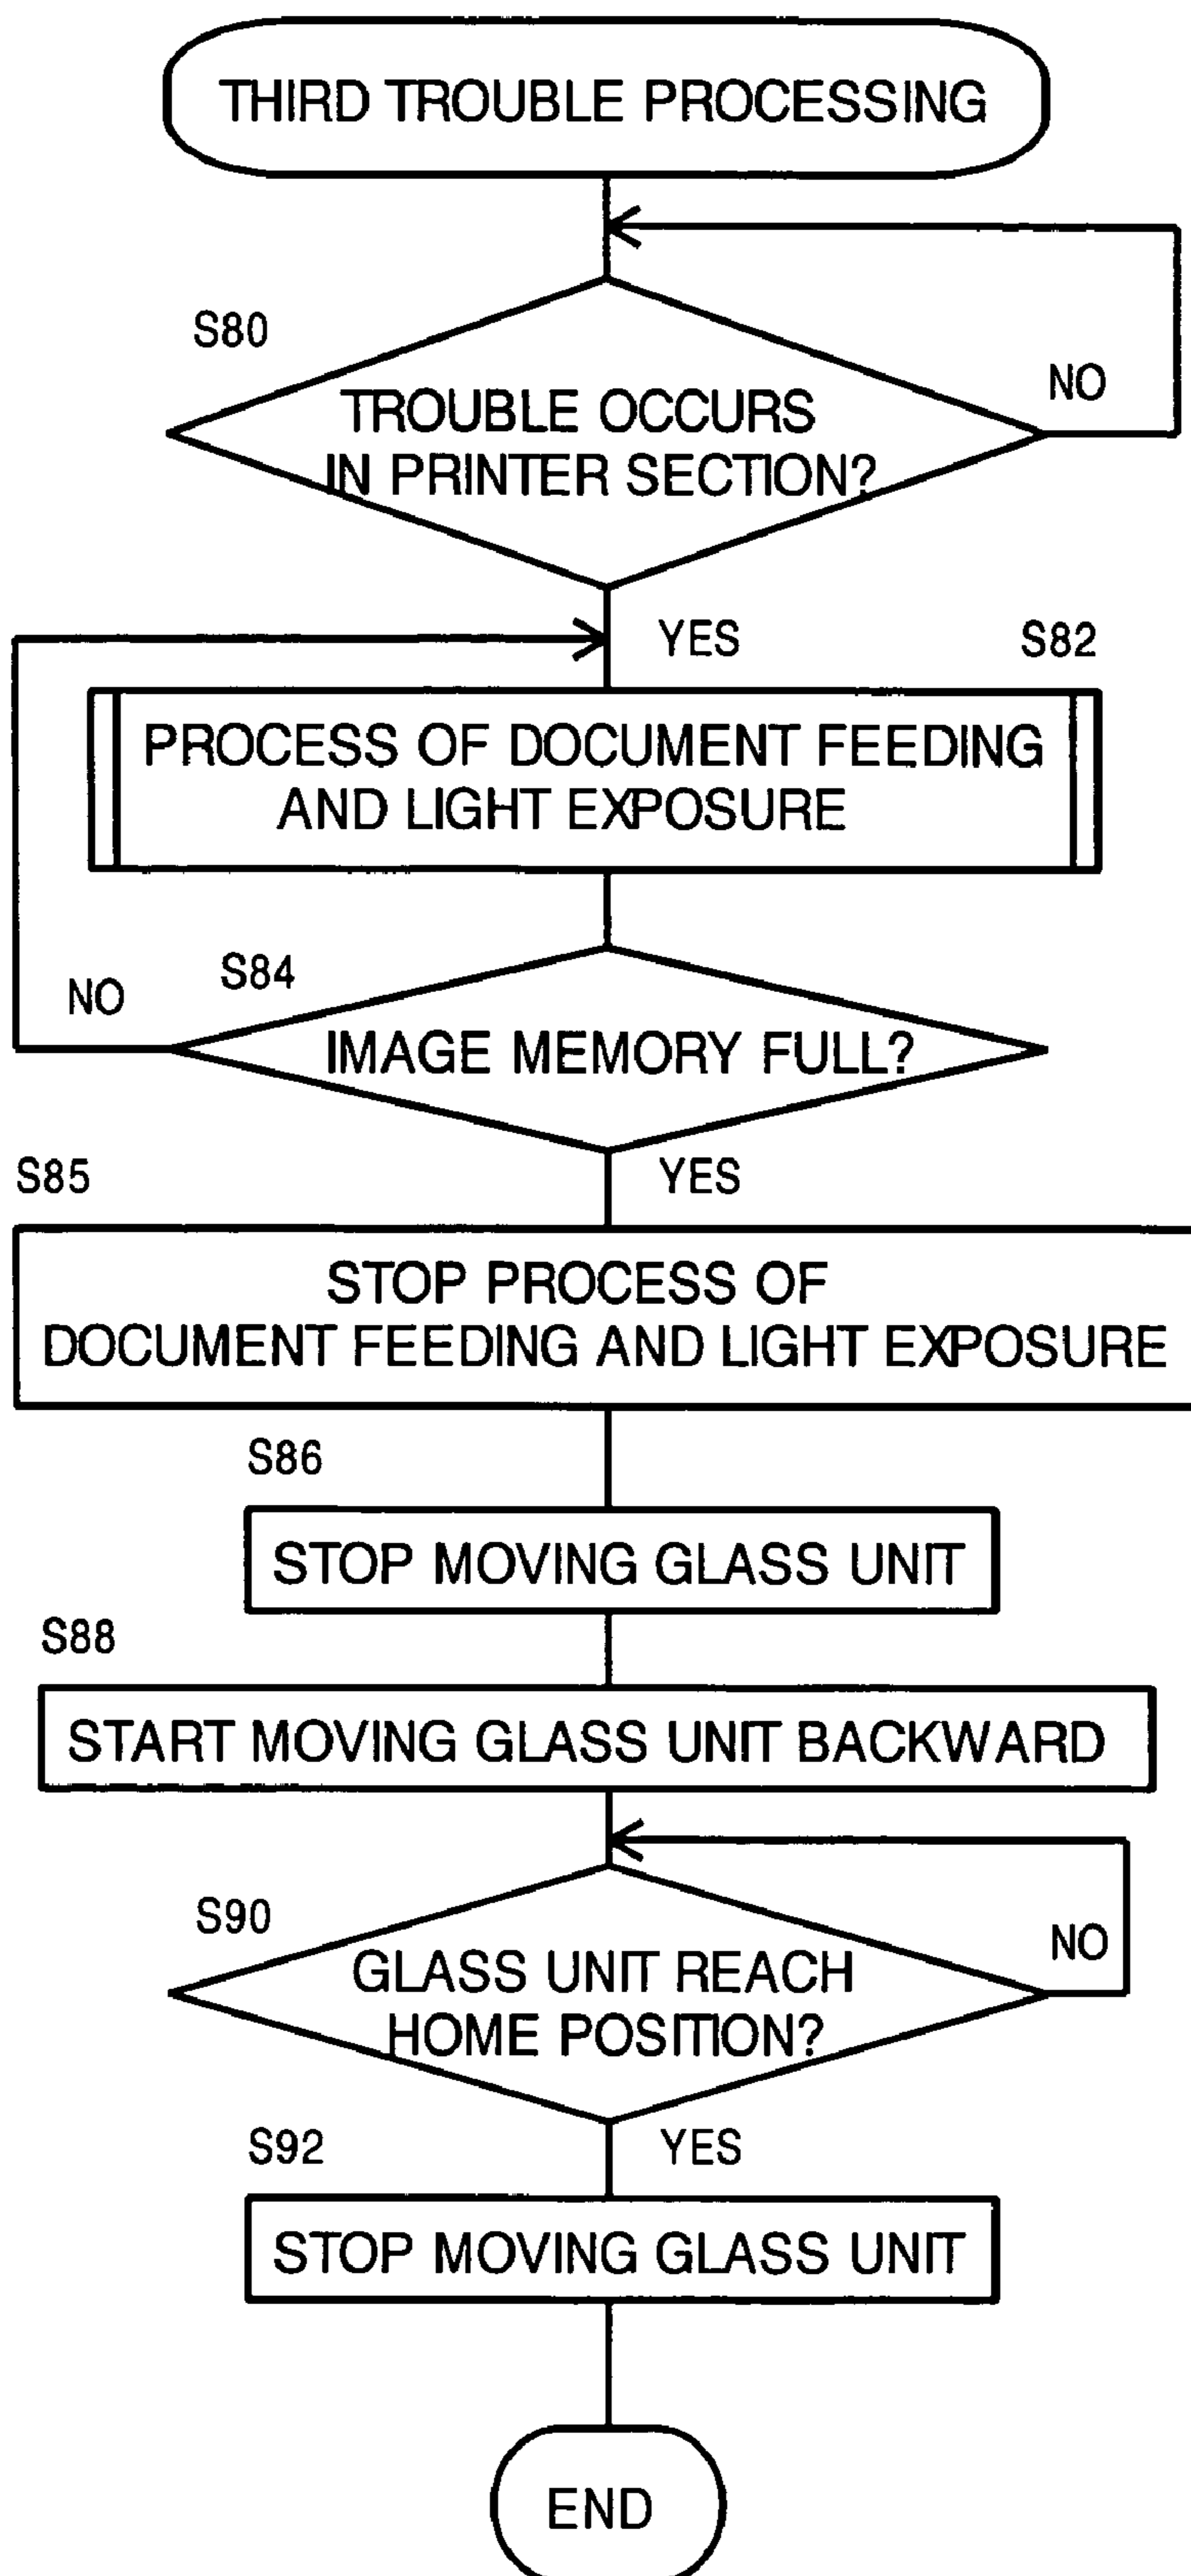 THIRD TROUBLE PROCESSING
S80
NO
TROUBLE OCCURS
IN PRINTER SECTION?
YES
S82
PROCESS OF DOCUMENT FEEDING
AND LIGHT EXPOSURE
S84
NO
IMAGE MEMORY FULL?
S85
YES
STOP PROCESS OF
DOCUMENT FEEDING AND LIGHT EXPOSURE
S86
STOP MOVING GLASS UNIT
S88
START MOVING GLASS UNIT BACKWARD
S90
NO
GLASS UNIT REACH
HOME POSITION?
S92
YES
STOP MOVING GLASS UNIT
END